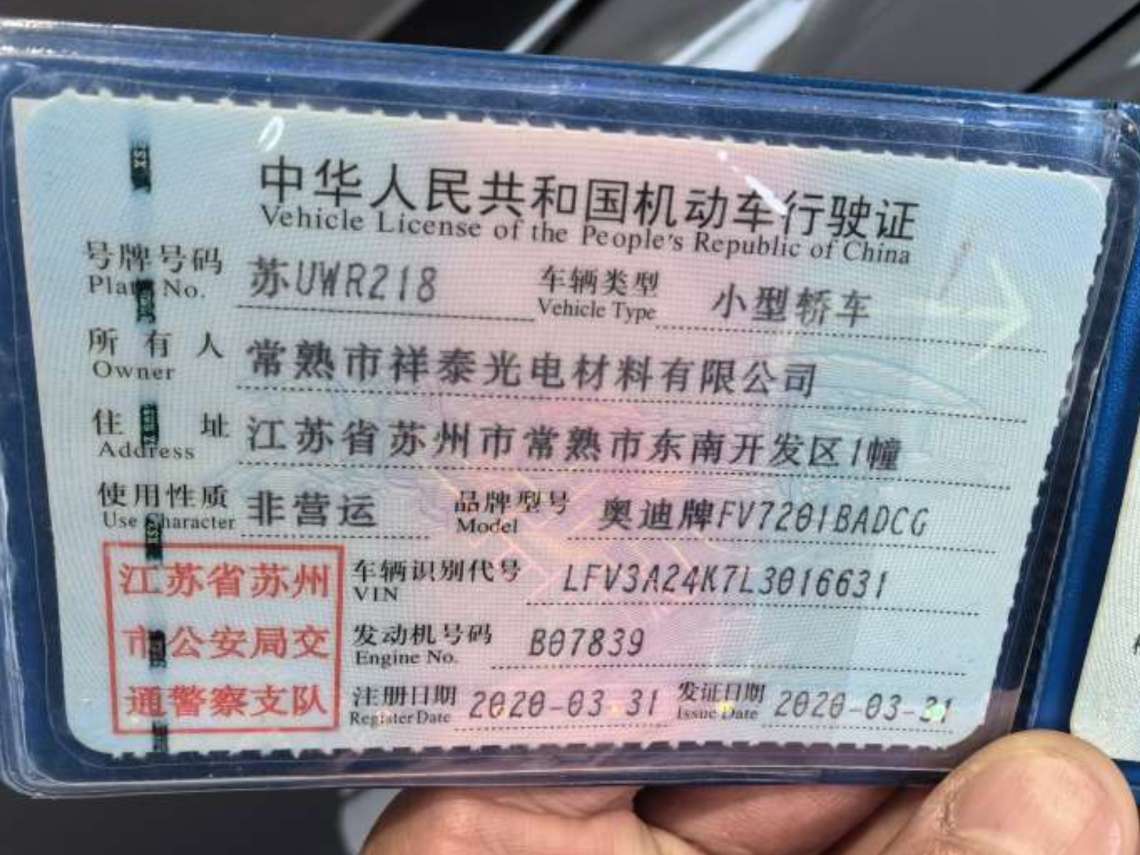 中华人民共和国机动车行驶证
Vehicle License of the People's Republic of China
号牌号码 苏UWR218 车辆类型 小型轿车
Plate No. Vehicle Type
所有人 常熟市祥泰光电材料有限公司
Owner
住址 江苏省苏州市常熟市东南开发区1幢
Address
使用性质 非营运 品牌型号 奥迪牌FV7201BADCG
Use Character Model
江苏省苏州 车辆识别代号 LFV3A24K7L3016631
VIN
市公安局交 发动机号码 B07839
Engine No.
通警察支队 注册日期 2020-03-31 发证日期 2020-03-31
Register Date Issue Date